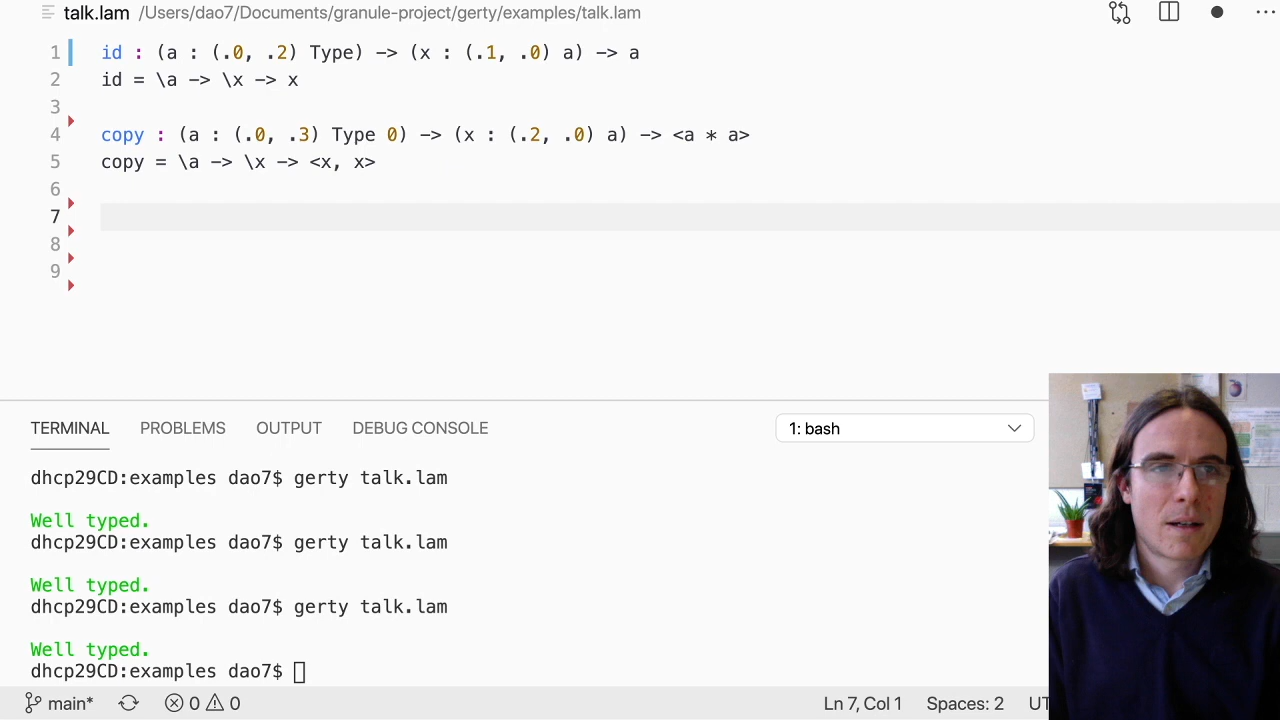 talk.lam /Users/dao7/Documents/granule-project/gerty/examples/talk.lam
1 id : (a : (.0, .2) Type) -> (x : (.1, .0) a) -> a
2 id = \a -> \x -> x
3
4 copy : (a : (.0, .3) Type 0) -> (x : (.2, .0) a) -> <a * a>
5 copy = \a -> \x -> <x, x>
6
7
8
9
TERMINAL PROBLEMS OUTPUT DEBUG CONSOLE 1: bash
dhcp29CD:examples dao7$ gerty talk.lam
Well typed.
dhcp29CD:examples dao7$ gerty talk.lam
Well typed.
dhcp29CD:examples dao7$ gerty talk.lam
Well typed.
dhcp29CD:examples dao7$
main* 0 0 Ln 7, Col 1 Spaces: 2 UT